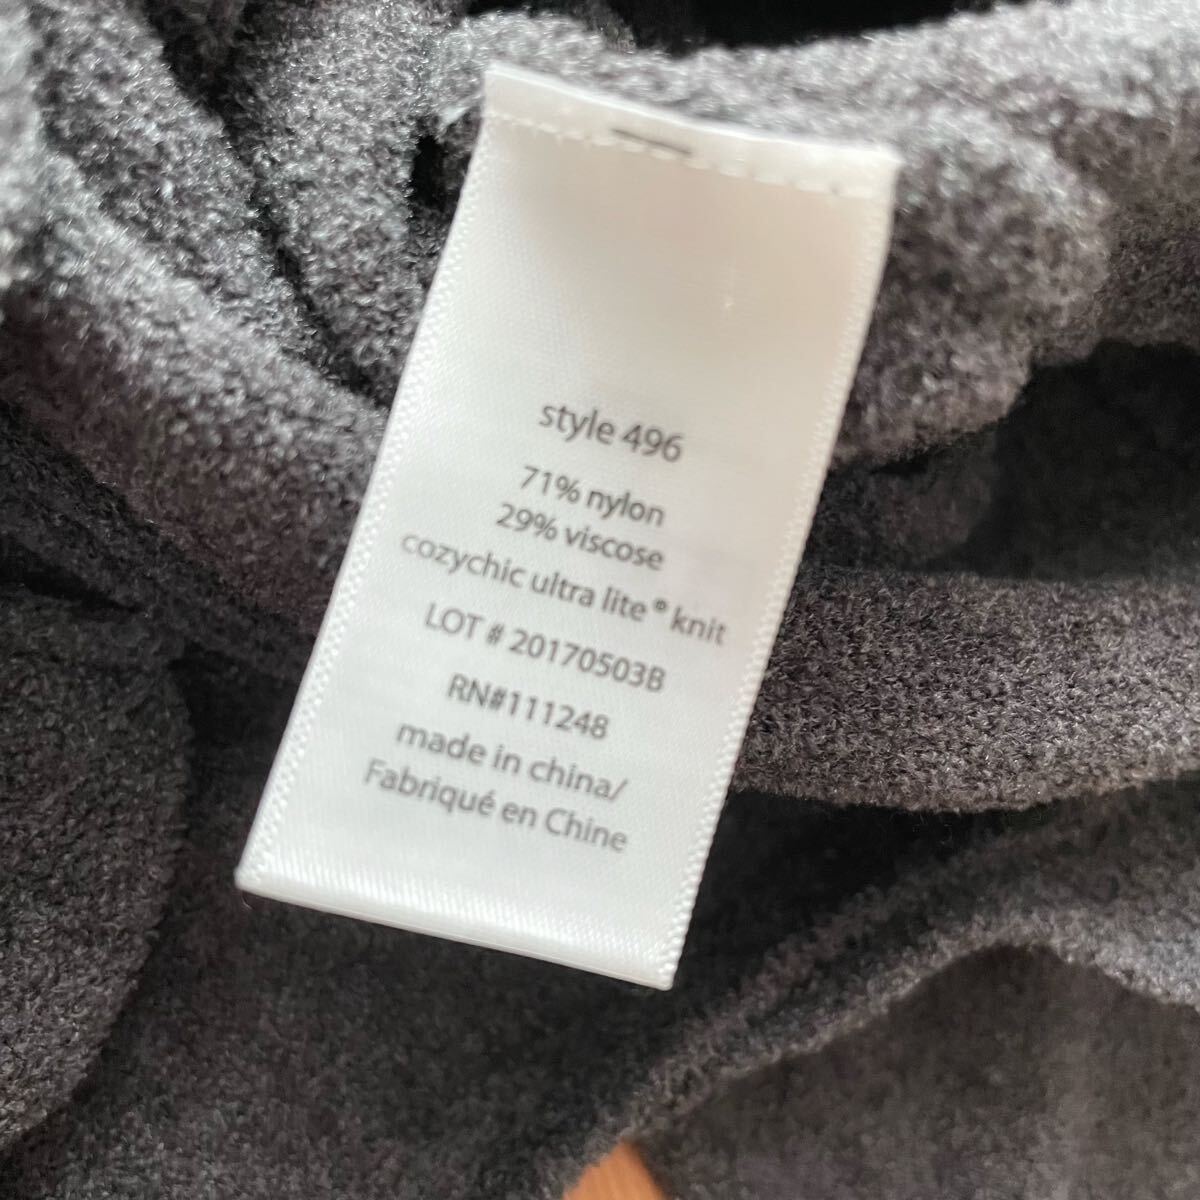 style 496
71% nylon
29% viscose
cozychic ultra lite® knit
LOT # 20170503B
RN#111248
made in china/
Fabriqué en Chine